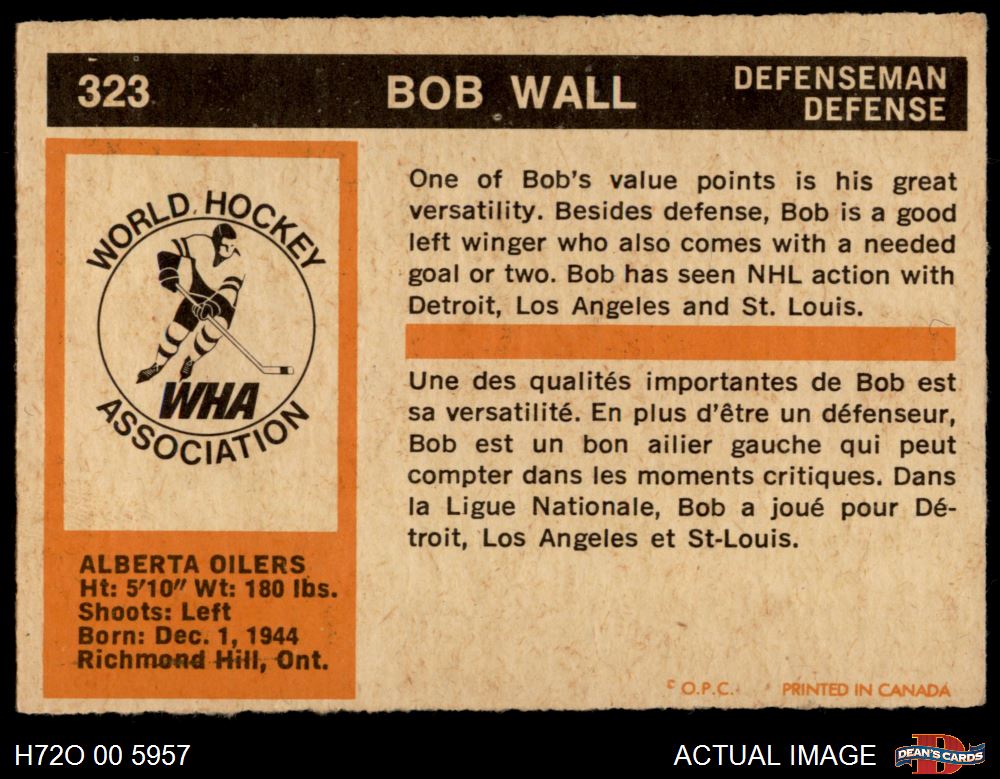 323
BOB WALL
DEFENSEMAN
DEFENSE
WORLD HOCKEY
WHA
ASSOCIATION
ALBERTA OILERS
Ht: 5'10" Wt: 180 lbs.
Shoots: Left
Born: Dec. 1, 1944
Richmond Hill, Ont.
One of Bob's value points is his great
versatility. Besides defense, Bob is a good
left winger who also comes with a needed
goal or two. Bob has seen NHL action with
Detroit, Los Angeles and St. Louis.
Une des qualités importantes de Bob est
sa versatilité. En plus d'être un défenseur,
Bob est un bon ailier gauche qui peut
compter dans les moments critiques. Dans
la Ligue Nationale, Bob a joué pour Dé-
troit, Los Angeles et St-Louis.
© O.P.C. PRINTED IN CANADA
H72O 00 5957
ACTUAL IMAGE
DEAN'S CARDS